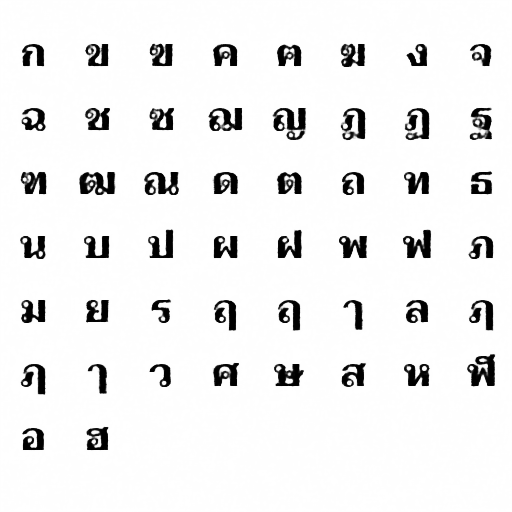 ก ข ฃ ค ฅ ฆ ง จ
ฉ ช ซ ฌ ญ ฎ ฏ ฐ
ฑ ฒ ณ ด ต ถ ท ธ
น บ ป ผ ฝ พ ฟ ภ
ม ย ร ฤ ฤ ๅ ล ฦ
ฦ ๅ ว ศ ษ ส ห ฬ
อ ฮ